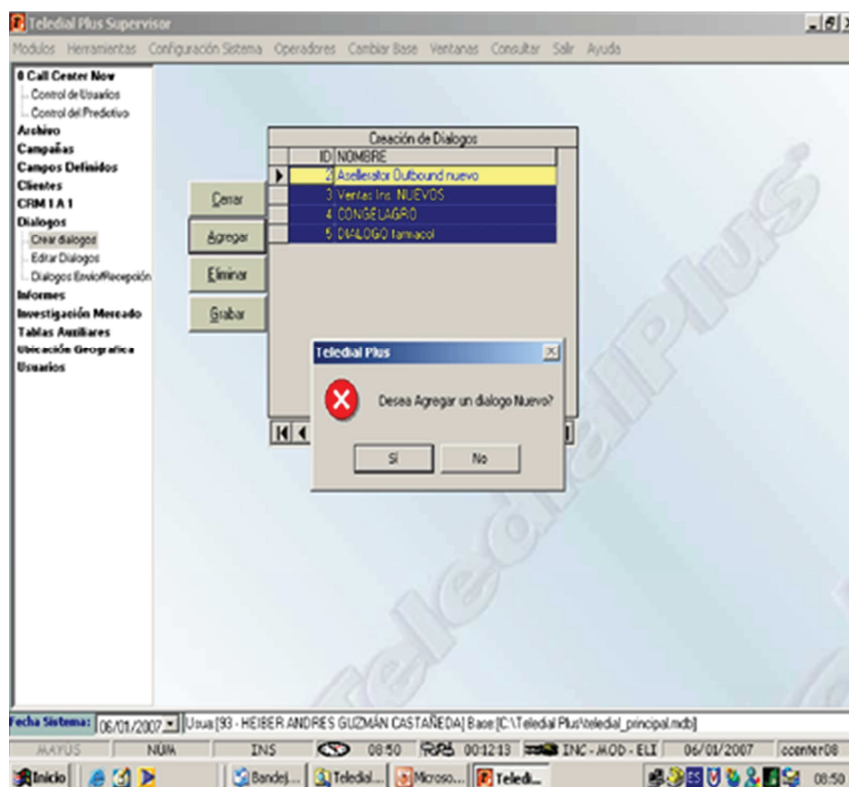 Teledial Plus Supervisor
Modulos Herramientas Configuración Sistema Operadores Cambiar Base Ventanas Consultar Salir Ayuda
0 Call Center Now
Control de Usuarios
Control del Predictivo
Archivo
Campañas
Campos Definidos
Clientes
CRM 1 A 1
Dialogos
Crear dialogos
Editar Dialogos
Dialogos Envio/Recepción
Informes
Investigación Mercado
Tablas Auxiliares
Ubicación Geografica
Usuarios
Cerrar
Agregar
Eliminar
Grabar
Creación de Dialogos
ID NOMBRE
2 Asellerator Outbound nuevo
3 Ventas Ins. NUEVOS
4 CONGELAGRO
5 DIALOGO farmacol
Teledial Plus
Desea Agregar un dialogo Nuevo?
Sí No
TeledialPlus
Teledial
Fecha Sistema: 06/01/2007 Usua [93 - HEIBER ANDRES GUZMÁN CASTAÑEDA] Base [C:\Teledial Plus\teledial_principal.mdb]
MAYÚS NÚM INS 08:50 00:12:13 INC - MOD - ELI 06/01/2007 ccenter08
Inicio Bandej... Teledial... Microso... Teledi... ES 08:50